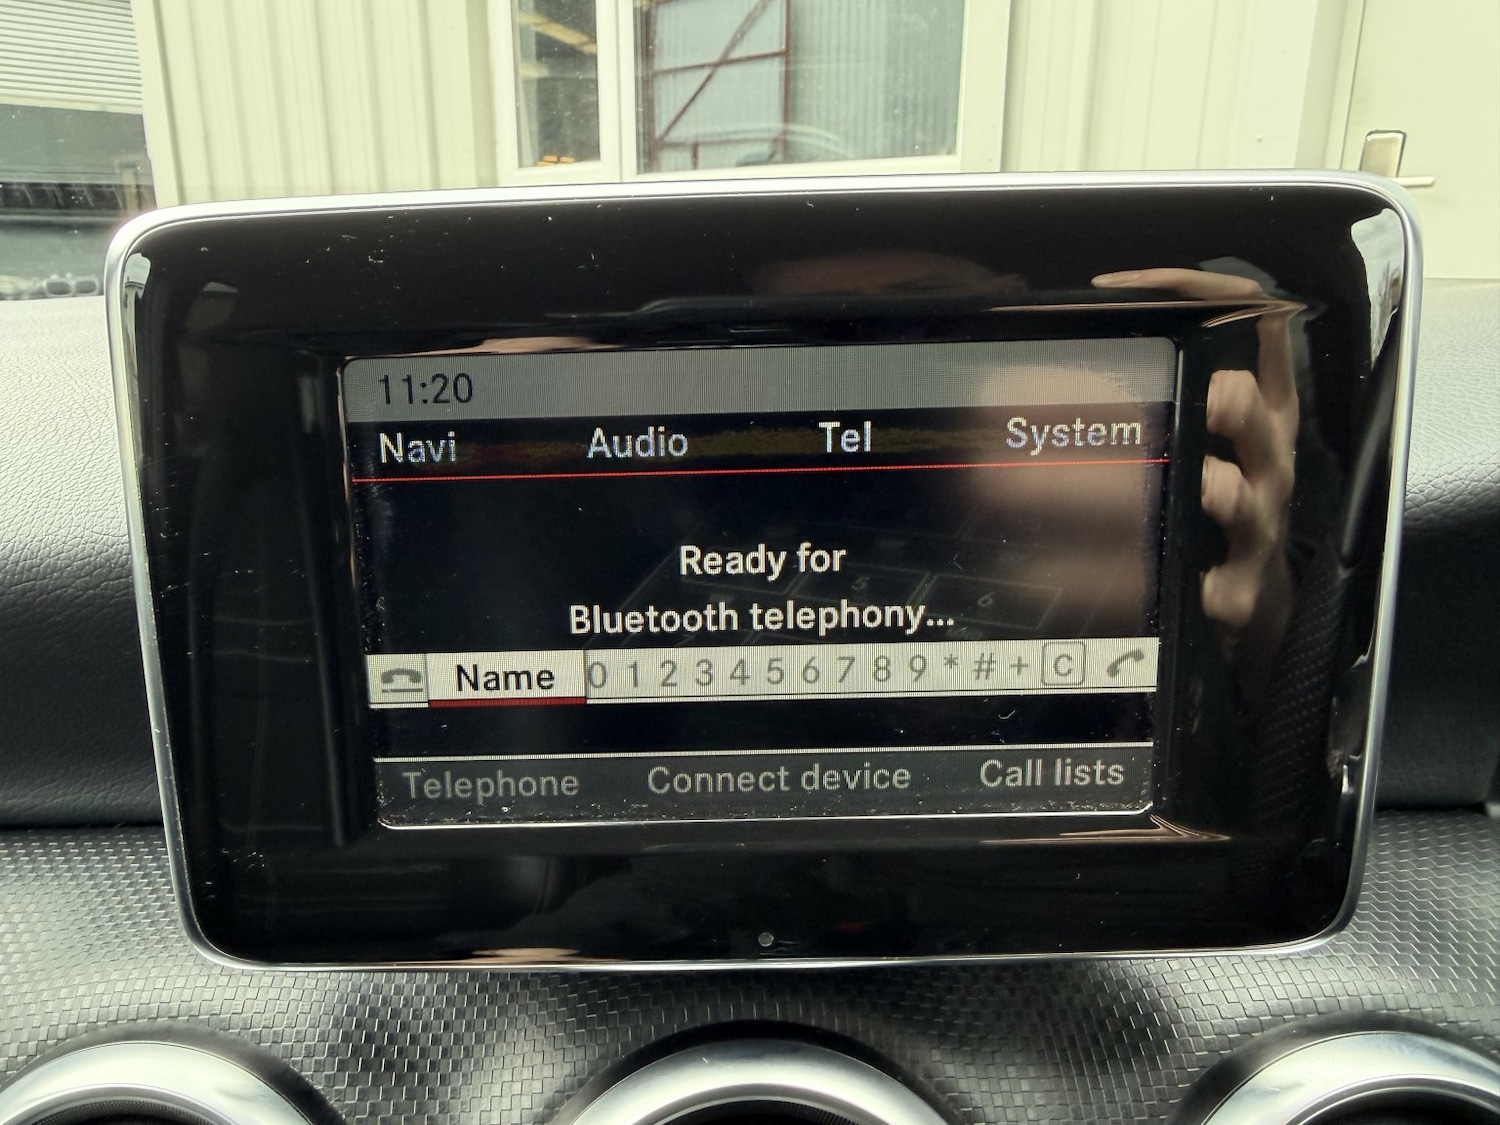 11:20
Navi Audio Tel System
Ready for
Bluetooth telephony...
Name 0 1 2 3 4 5 6 7 8 9 * # + C
Telephone Connect device Call lists